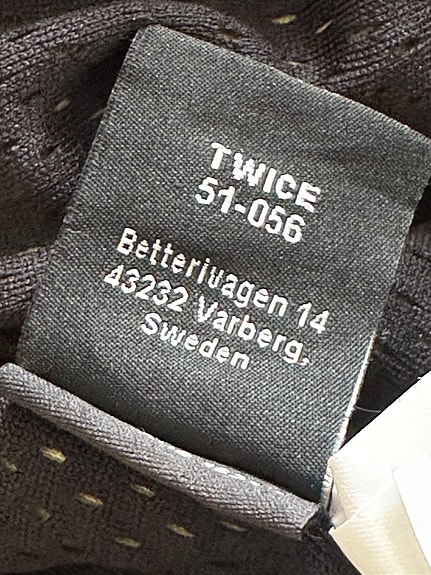 TWICE
51-056
Betterivagen 14
43232 Varberg,
Sweden